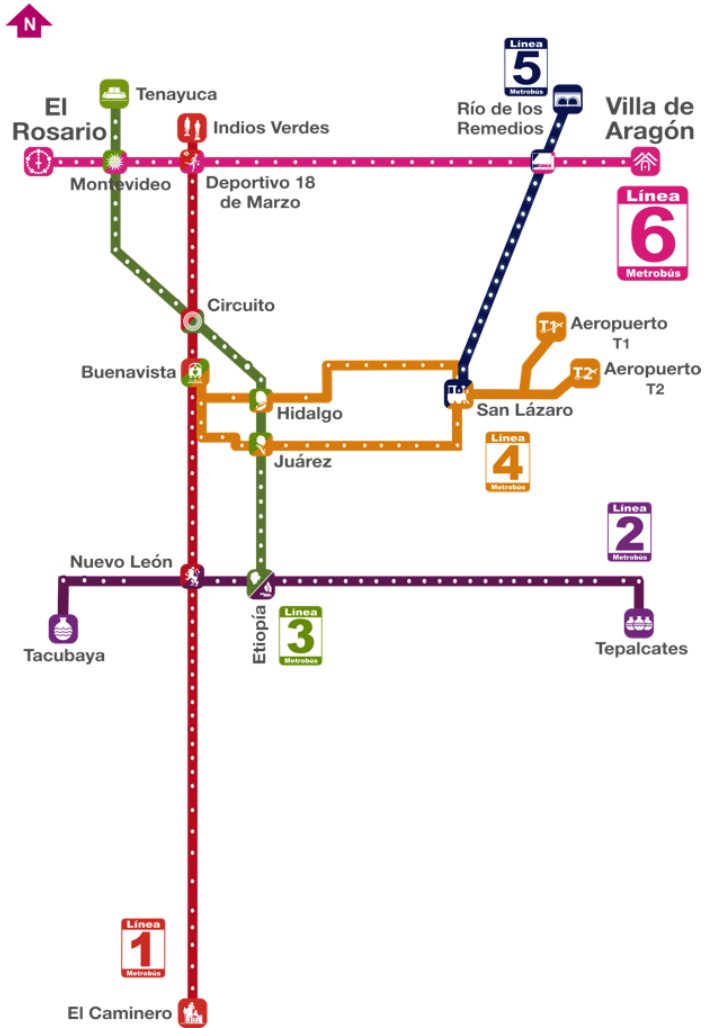 N
Tenayuca
El
Rosario
Indios Verdes
Línea
5
Metrobús
Río de los
Remedios
Villa de
Aragón
Montevideo
Deportivo 18
de Marzo
Línea
6
Metrobús
Circuito
Buenavista
T1
Aeropuerto
T1
T2
Aeropuerto
T2
Hidalgo
San Lázaro
Juárez
Línea
4
Metrobús
Línea
2
Metrobús
Nuevo León
Etiopía
Línea
3
Metrobús
Tacubaya
Tepalcates
Línea
1
Metrobús
El Caminero